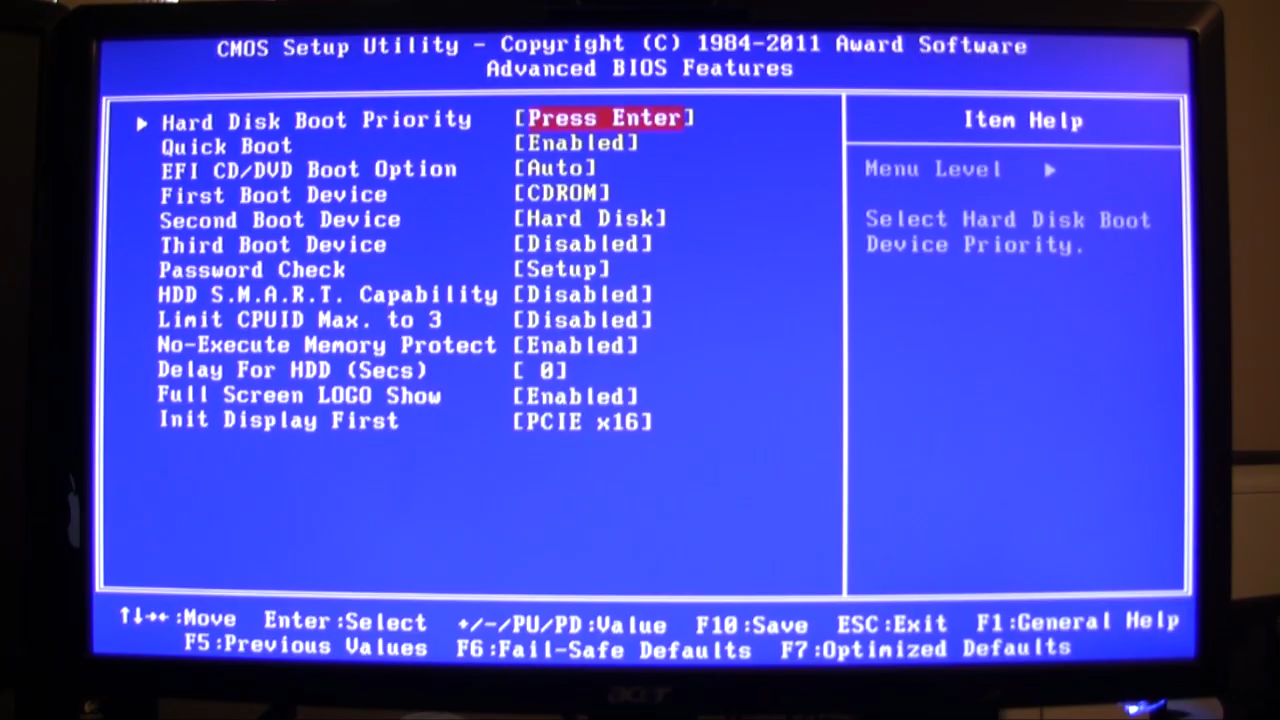 CMOS Setup Utility - Copyright (C) 1984-2011 Award Software
Advanced BIOS Features
Hard Disk Boot Priority [Press Enter]
Quick Boot [Enabled]
EFI CD/DVD Boot Option [Auto]
First Boot Device [CDROM]
Second Boot Device [Hard Disk]
Third Boot Device [Disabled]
Password Check [Setup]
HDD S.M.A.R.T. Capability [Disabled]
Limit CPUID Max. to 3 [Disabled]
No-Execute Memory Protect [Enabled]
Delay For HDD (Secs) [ 0]
Full Screen LOGO Show [Enabled]
Init Display First [PCIE x16]
Item Help
Menu Level ▶
Select Hard Disk Boot
Device Priority.
↑↓→←:Move Enter:Select +/-/PU/PD:Value F10:Save ESC:Exit F1:General Help
F5:Previous Values F6:Fail-Safe Defaults F7:Optimized Defaults
acer